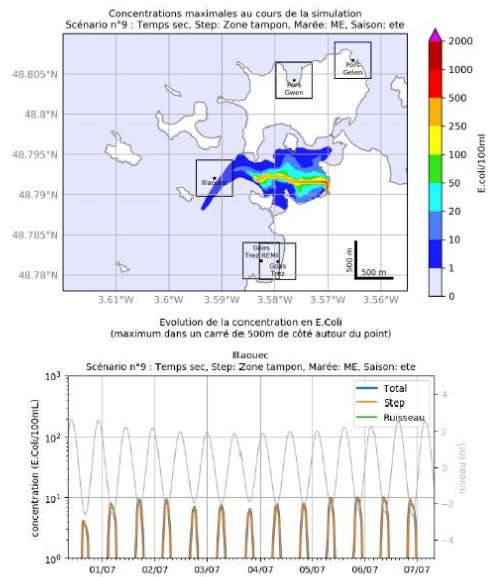 Concentrations maximales au cours de la simulation
Scénario n°9 : Temps sec, Step: Zone tampon, Marée: ME, Saison: ete
48.805°N
48.8°N
48.795°N
48.79°N
48.785°N
48.78°N
Pors
Gelen
Pors
Gwen
Illaouec
Goas
Trez REMI
Goas
Trez
500 m
500 m
3.61°W
3.6°W
3.59°W
3.58°W
3.57°W
3.56°W
2000
1000
500
250
100
50
20
10
1
0
E.coli/100ml
Evolution de la concentration en E.Coli
(maximum dans un carré de 500m de côté autour du point)
Illaouec
Scénario n°9 : Temps sec, Step: Zone tampon, Marée: ME, Saison: ete
concentration (E.Coli/100mL)
10³
10²
10¹
10⁰
Total
Step
Ruisseau
4
2
0
−2
−4
niveau (m)
01/07
02/07
03/07
04/07
05/07
06/07
07/07